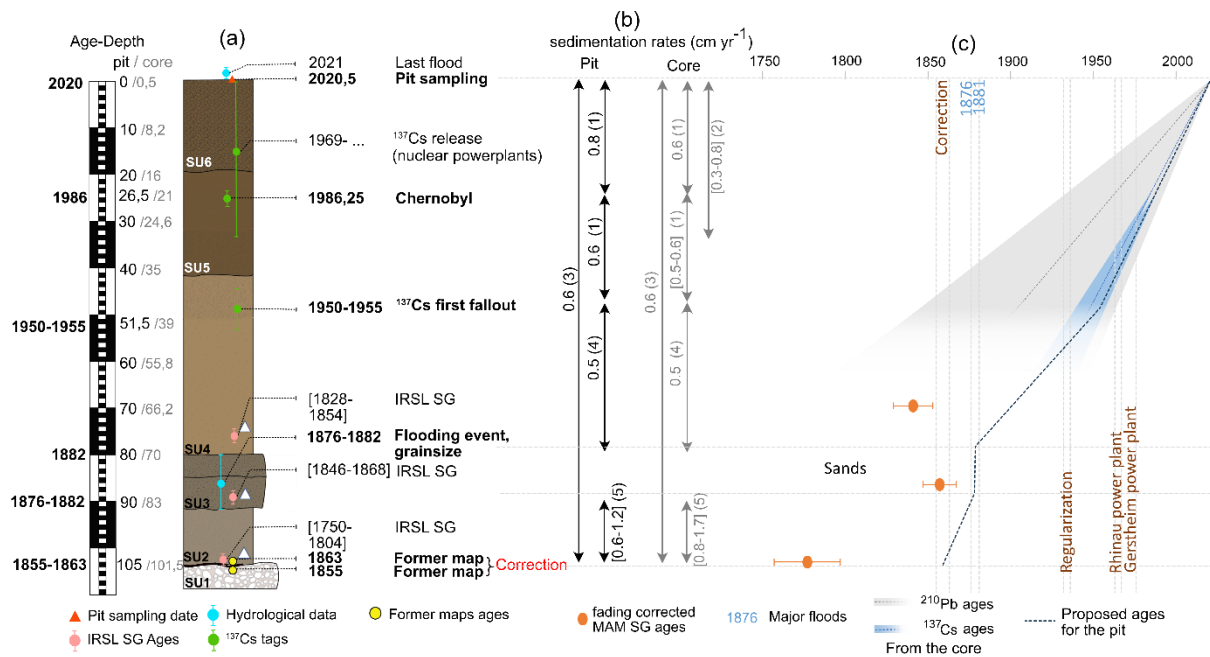 (a)
(b)
(c)
Age-Depth
pit / core
sedimentation rates (cm yr⁻¹)
Pit
Core
1750
1800
1850
1900
1950
2000
2020
0 /0,5
10 /8,2
20 /16
1986
26,5 /21
30 /24,6
40 /35
1950-1955
51,5 /39
60 /55,8
70 /66,2
1882
80 /70
1876-1882
90 /83
1855-1863
105 /101,5
SU6
SU5
SU4
SU3
SU2
SU1
2021
Last flood
2020,5
Pit sampling
1969- ...
¹³⁷Cs release
(nuclear powerplants)
1986,25
Chernobyl
1950-1955
¹³⁷Cs first fallout
[1828-
1854]
IRSL SG
1876-1882
Flooding event,
grainsize
[1846-1868]
IRSL SG
[1750-
1804]
IRSL SG
1863
Former map
1855
Former map
Correction
0.6 (3)
0.8 (1)
0.6 (1)
0.5 (4)
[0.6-1.2] (5)
0.6 (3)
0.6 (1)
[0.5-0.6] (1)
0.5 (4)
[0.8-1.7] (5)
[0.3-0.8] (2)
Correction
1876
1881
Sands
Regularization
Rhinau power plant
Gerstheim power plant
Pit sampling date
Hydrological data
Former maps ages
IRSL SG Ages
¹³⁷Cs tags
fading corrected
MAM SG ages
1876
Major floods
²¹⁰Pb ages
¹³⁷Cs ages
From the core
Proposed ages
for the pit